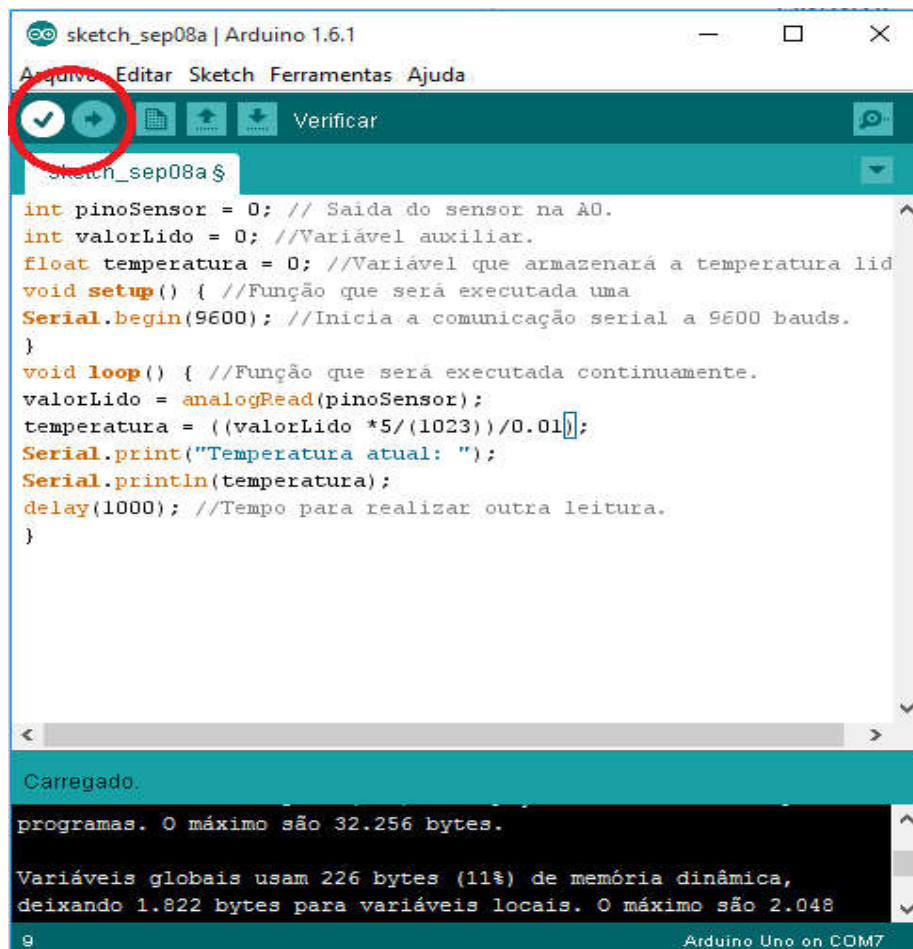 sketch_sep08a | Arduino 1.6.1
Arquivo Editar Sketch Ferramentas Ajuda
Verificar
sketch_sep08a §
int pinoSensor = 0; // Saída do sensor na A0.
int valorLido = 0; //Variável auxiliar.
float temperatura = 0; //Variável que armazenará a temperatura lid
void setup() { //Função que será executada uma
Serial.begin(9600); //Inicia a comunicação serial a 9600 bauds.
}
void loop() { //Função que será executada continuamente.
valorLido = analogRead(pinoSensor);
temperatura = ((valorLido *5/(1023))/0.01);
Serial.print("Temperatura atual: ");
Serial.println(temperatura);
delay(1000); //Tempo para realizar outra leitura.
}
Carregado.
programas. O máximo são 32.256 bytes.
Variáveis globais usam 226 bytes (11%) de memória dinâmica,
deixando 1.822 bytes para variáveis locais. O máximo são 2.048
9 Arduino Uno on COM7